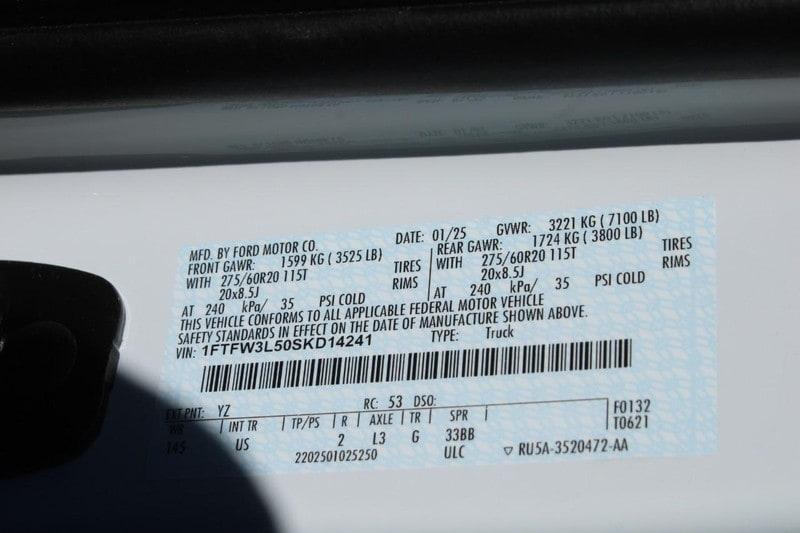 MFD. BY FORD MOTOR CO. DATE: 01/25 GVWR: 3221 KG ( 7100 LB)
FRONT GAWR: 1599 KG ( 3525 LB) REAR GAWR: 1724 KG ( 3800 LB)
WITH 275/60R20 115T TIRES WITH 275/60R20 115T TIRES
20x8.5J RIMS 20x8.5J RIMS
AT 240 kPa/ 35 PSI COLD AT 240 kPa/ 35 PSI COLD
THIS VEHICLE CONFORMS TO ALL APPLICABLE FEDERAL MOTOR VEHICLE
SAFETY STANDARDS IN EFFECT ON THE DATE OF MANUFACTURE SHOWN ABOVE.
VIN: 1FTFW3L50SKD14241 TYPE: Truck
EXT PNT: YZ RC: 53 DSO: F0132
WB INT TR TP/PS R AXLE TR SPR T0621
145 US 2 L3 G 33BB
2202501025250 ULC RU5A-3520472-AA